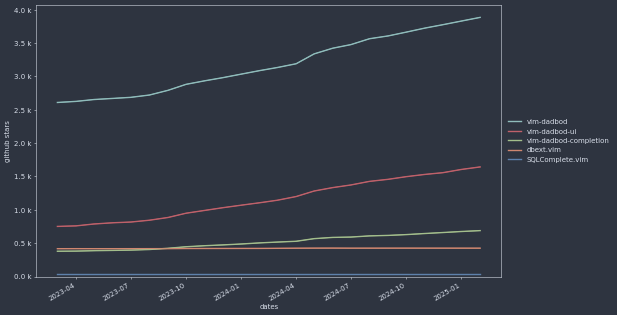 4.0 k
3.5 k
3.0 k
2.5 k
2.0 k
1.5 k
1.0 k
0.5 k
0.0 k
github stars
2023-04
2023-07
2023-10
2024-01
2024-04
2024-07
2024-10
2025-01
dates
vim-dadbod
vim-dadbod-ui
vim-dadbod-completion
dbext.vim
SQLComplete.vim